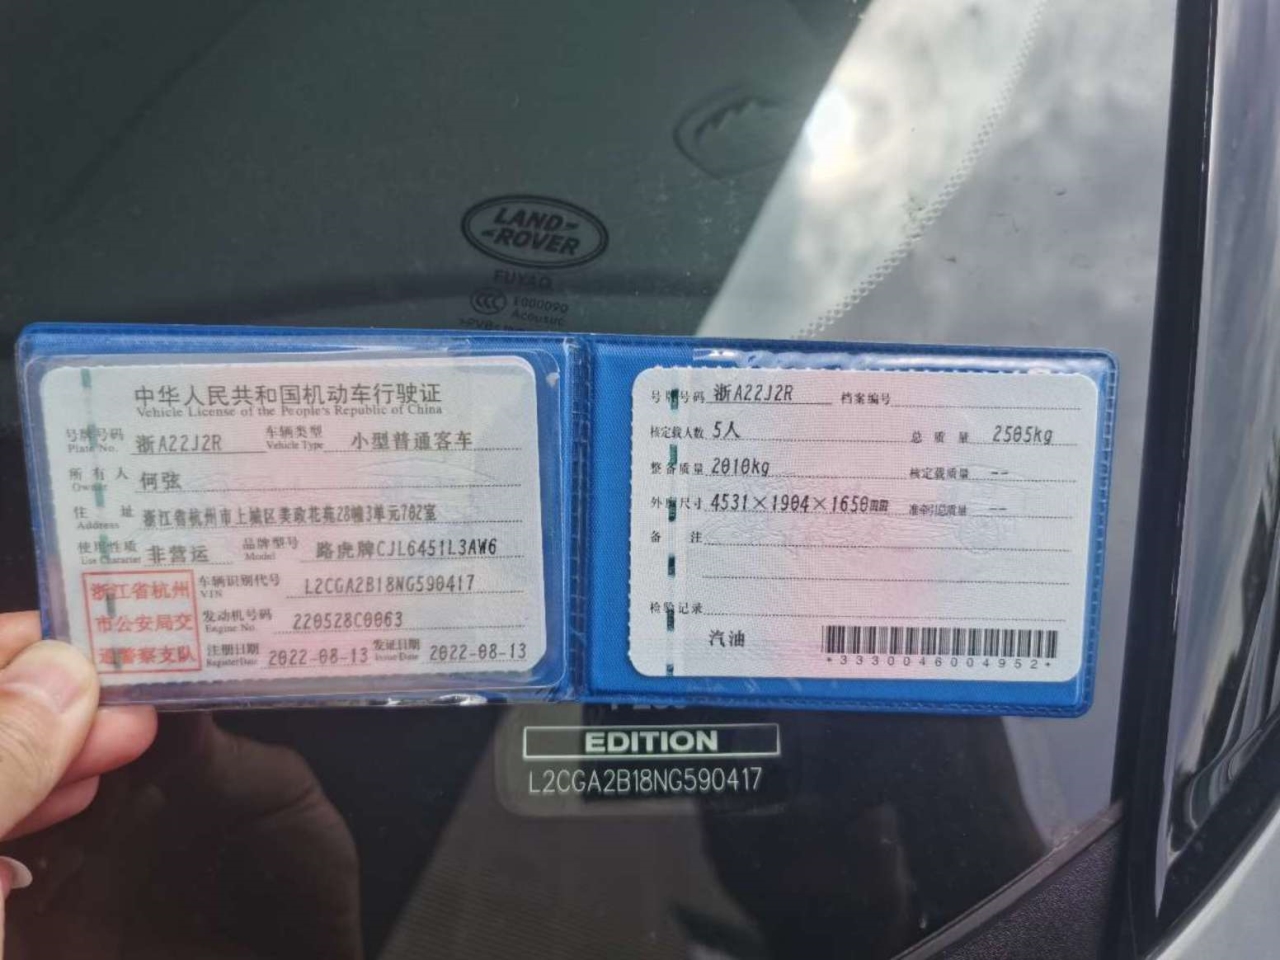 LAND
ROVER
FUYAO
E000090
Acoustic
中华人民共和国机动车行驶证
Vehicle License of the People's Republic of China
号牌号码 浙A22J2R 车辆类型 小型普通客车
Plate No. Vehicle Type
所有人 何弦
Owner
住址 浙江省杭州市上城区美政花苑28幢3单元702室
Address
使用性质 非营运 品牌型号 路虎牌CJL6451L3AW6
Use Character Model
浙江省杭州
市公安局交
通警察支队
车辆识别代号 L2CGA2B18NG590417
VIN
发动机号码 220528C0063
Engine No.
注册日期 2022-08-13 发证日期 2022-08-13
Register Date Issue Date
号牌号码 浙A22J2R 档案编号
核定载人数 5人 总质量 2505kg
整备质量 2010kg 核定载质量 --
外廓尺寸 4531×1904×1650mm 准牵引总质量 --
备注
检验记录
汽油
*3330046004952*
EDITION
L2CGA2B18NG590417